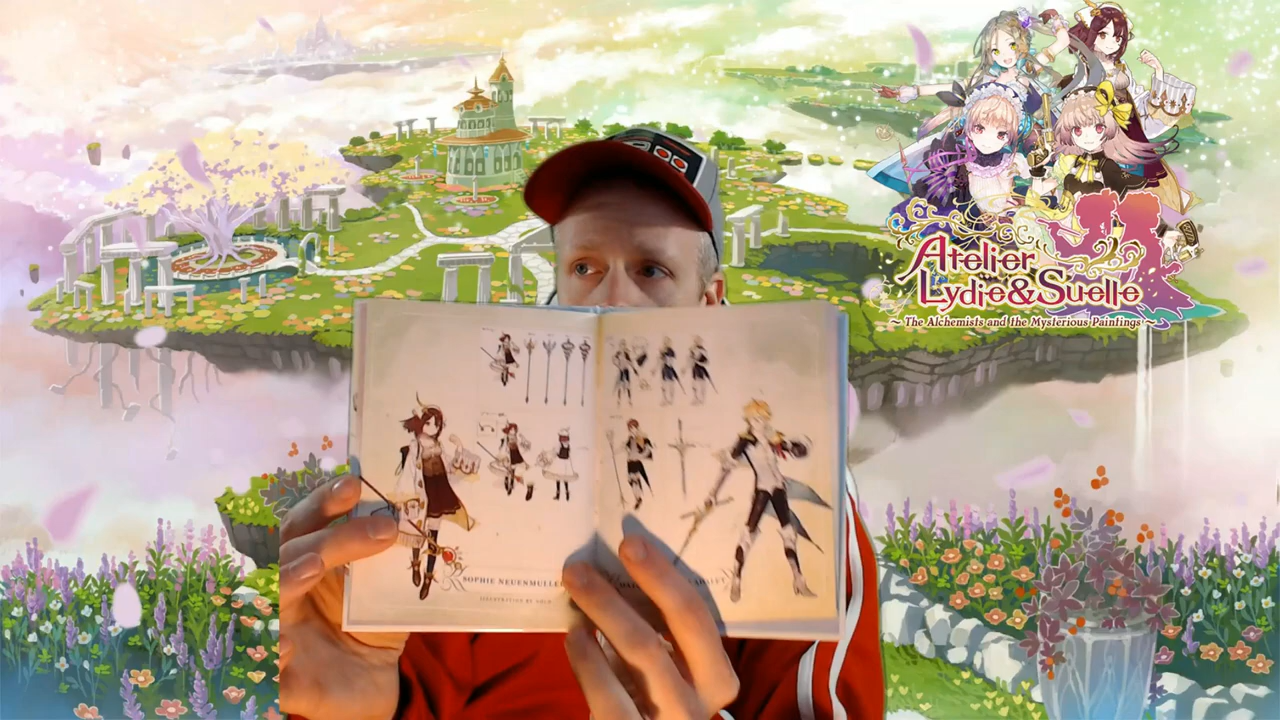 Atelier
Lydie & Suelle
~ The Alchemists and the Mysterious Paintings ~
SOPHIE NEUENMULLER